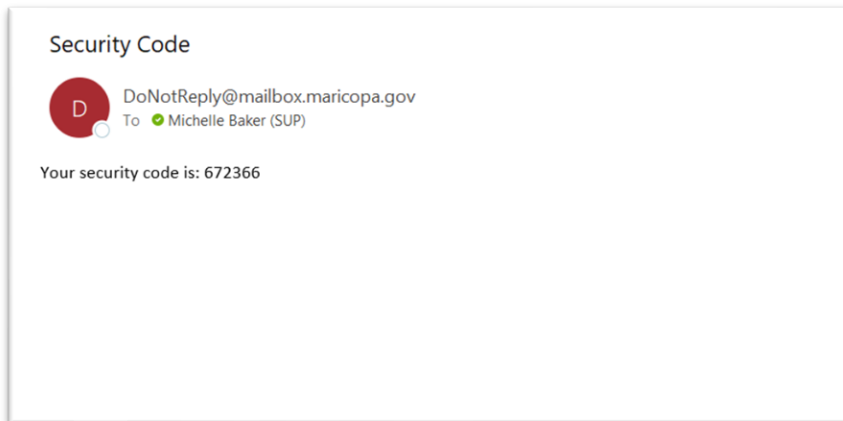 Security Code
D
DoNotReply@mailbox.maricopa.gov
To Michelle Baker (SUP)
Your security code is: 672366